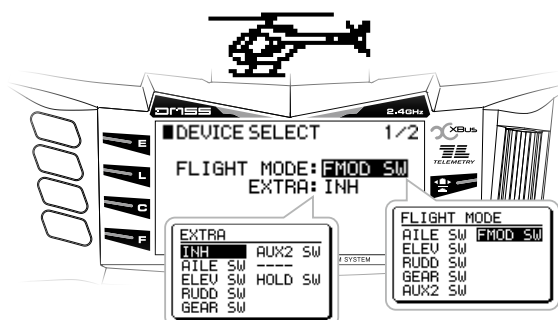 DMSS
2.4GHz
DEVICE SELECT 1/2
FLIGHT MODE: FMOD SW
EXTRA: INH
E
L
C
F
XBus
TELEMETRY
M SYSTEM
EXTRA
INH AUX2 SW
AILE SW ----
ELEV SW HOLD SW
RUDD SW
GEAR SW
FLIGHT MODE
AILE SW FMOD SW
ELEV SW
RUDD SW
GEAR SW
AUX2 SW